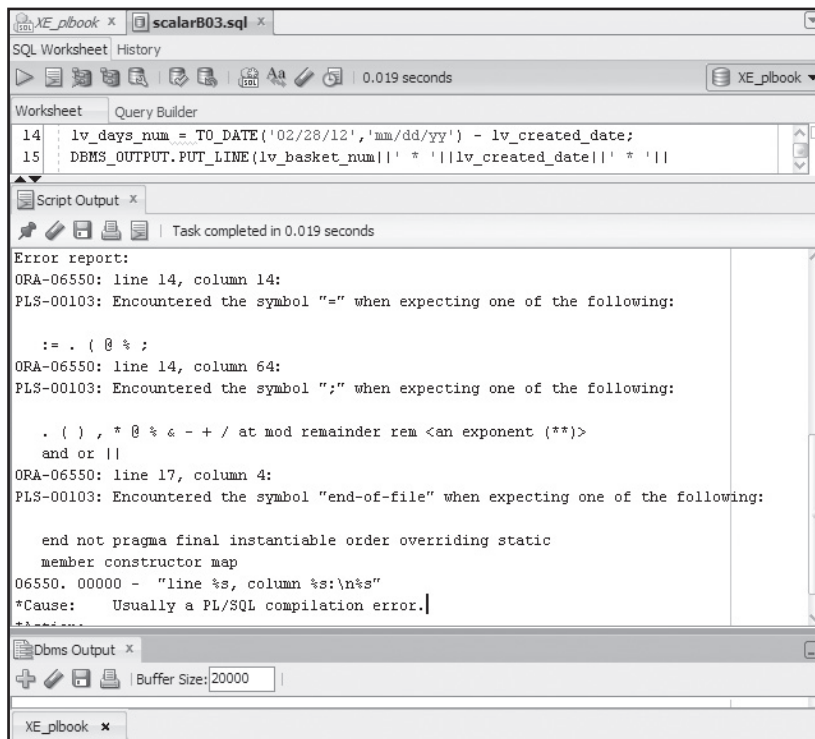 XE_plbook x scalarB03.sql x
SQL Worksheet History
0.019 seconds XE_plbook
Worksheet Query Builder
14 lv_days_num = TO_DATE('02/28/12','mm/dd/yy') - lv_created_date;
15 DBMS_OUTPUT.PUT_LINE(lv_basket_num||' * '||lv_created_date||' * '||
Script Output x
Task completed in 0.019 seconds
Error report:
ORA-06550: line 14, column 14:
PLS-00103: Encountered the symbol "=" when expecting one of the following:
:= . ( @ % ;
ORA-06550: line 14, column 64:
PLS-00103: Encountered the symbol ";" when expecting one of the following:
. ( ) , * @ % & - + / at mod remainder rem <an exponent (**)>
and or ||
ORA-06550: line 17, column 4:
PLS-00103: Encountered the symbol "end-of-file" when expecting one of the following:
end not pragma final instantiable order overriding static
member constructor map
06550. 00000 - "line %s, column %s:\n%s"
*Cause: Usually a PL/SQL compilation error.
*Action:
Dbms Output x
Buffer Size: 20000
XE_plbook x